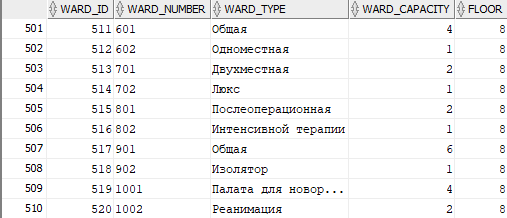 WARD_ID WARD_NUMBER WARD_TYPE WARD_CAPACITY FLOOR
501 511 601 Общая 4 8
502 512 602 Одноместная 1 8
503 513 701 Двухместная 2 8
504 514 702 Люкс 1 8
505 515 801 Послеоперационная 2 8
506 516 802 Интенсивной терапии 1 8
507 517 901 Общая 6 8
508 518 902 Изолятор 1 8
509 519 1001 Палата для новор... 4 8
510 520 1002 Реанимация 2 8